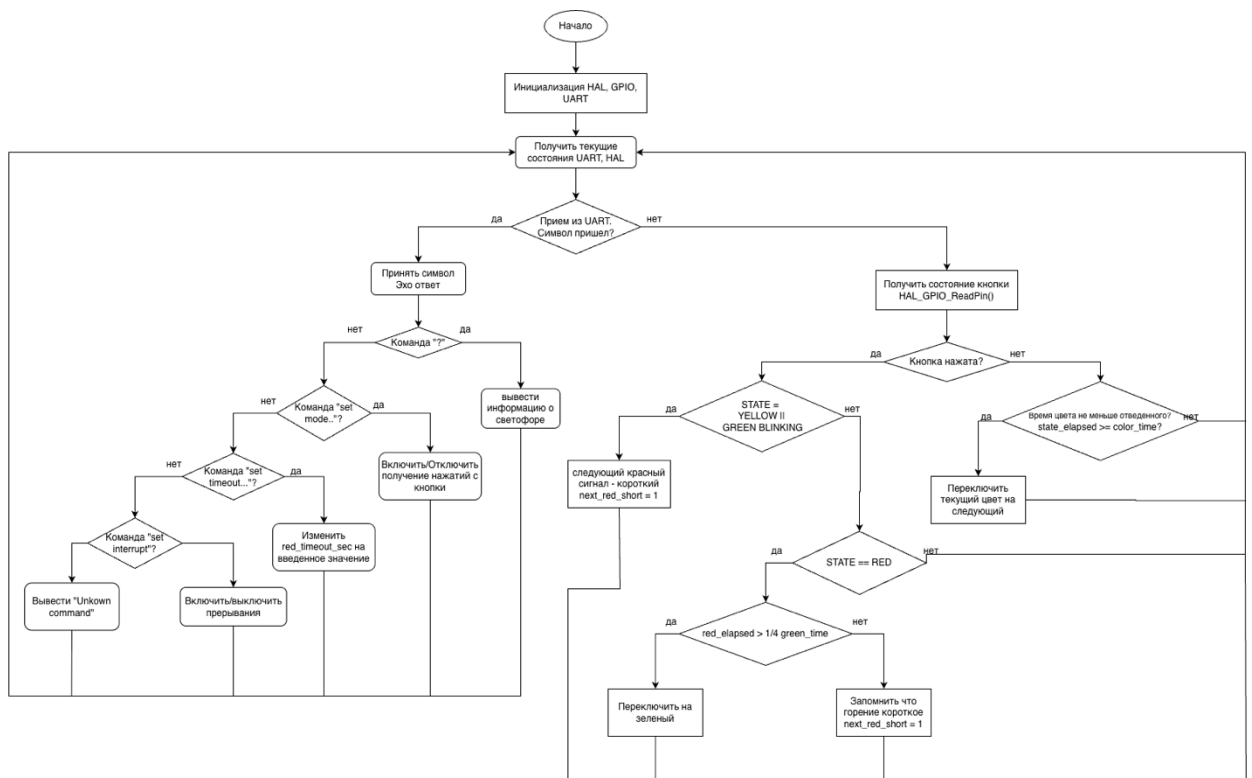 Начало
Инициализация HAL, GPIO,
UART
Получить текущие
состояния UART, HAL
Прием из UART.
Символ пришел?
да
нет
Принять символ
Эхо ответ
Получить состояние кнопки
HAL_GPIO_ReadPin()
Команда "?"
нет
да
Кнопка нажата?
да
нет
вывести
информацию о
светофоре
Команда "set
mode.."?
нет
да
STATE =
YELLOW II
GREEN BLINKING
да
нет
Время цвета не меньше отведенного?
state_elapsed >= color_time?
да
нет
Включить/Отключить
получение нажатий с
кнопки
Команда "set
timeout..."?
нет
да
следующий красный
сигнал - короткий
next_red_short = 1
Переключить
текущий цвет на
следующий
Изменить
red_timeout_sec на
введенное значение
Команда "set
interrupt"?
STATE == RED
да
нет
Вывести "Unkown
command"
Включить/выключить
прерывания
red_elapsed > 1/4 green_time
да
нет
Переключить на
зеленый
Запомнить что
горение короткое
next_red_short = 1